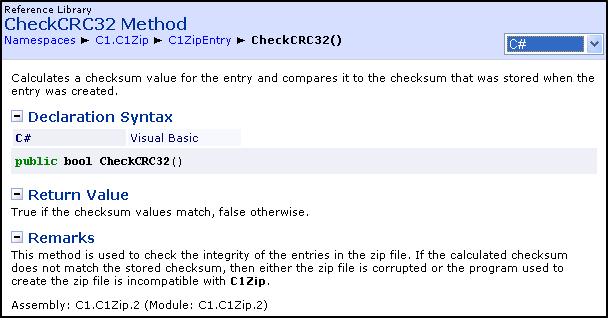 Reference Library
CheckCRC32 Method
Namespaces ► C1.C1Zip ► C1ZipEntry ► CheckCRC32()
C#
Calculates a checksum value for the entry and compares it to the checksum that was stored when the
entry was created.
Declaration Syntax
C# Visual Basic
public bool CheckCRC32()
Return Value
True if the checksum values match, false otherwise.
Remarks
This method is used to check the integrity of the entries in the zip file. If the calculated checksum
does not match the stored checksum, then either the zip file is corrupted or the program used to
create the zip file is incompatible with C1Zip.
Assembly: C1.C1Zip.2 (Module: C1.C1Zip.2)